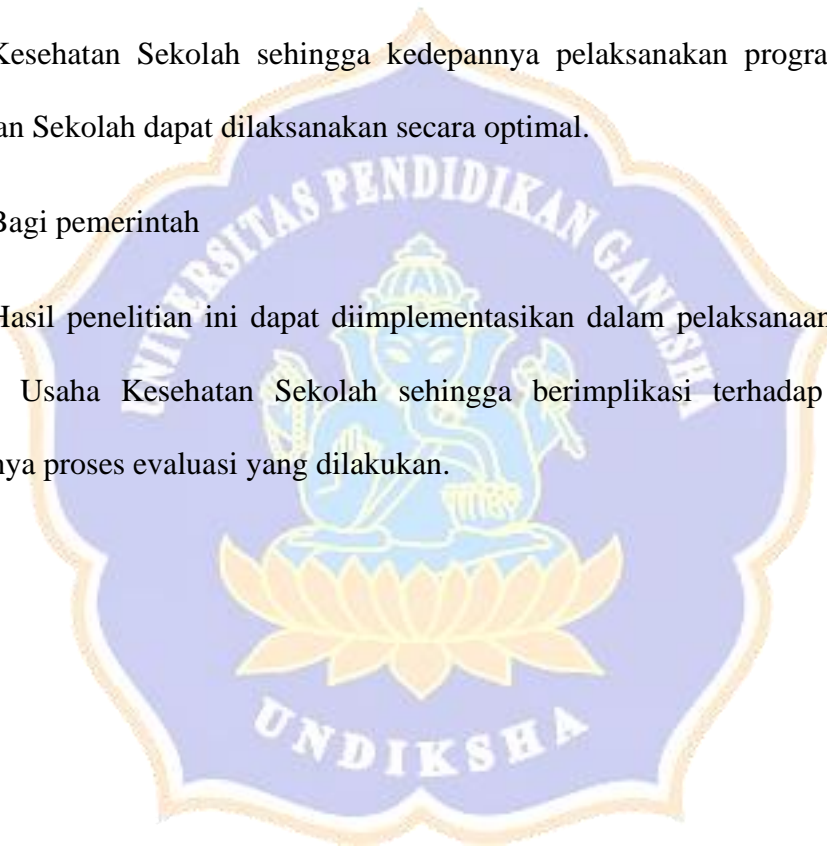 Kesehatan Sekolah sehingga kedepannya pelaksanakan progra
an Sekolah dapat dilaksanakan secara optimal.
Bagi pemerintah
Hasil penelitian ini dapat diimplementasikan dalam pelaksanaan
Usaha Kesehatan Sekolah sehingga berimplikasi terhadap
nya proses evaluasi yang dilakukan.
UNIVERSITAS PENDIDIKAN GANESHA
UNDIKSHA